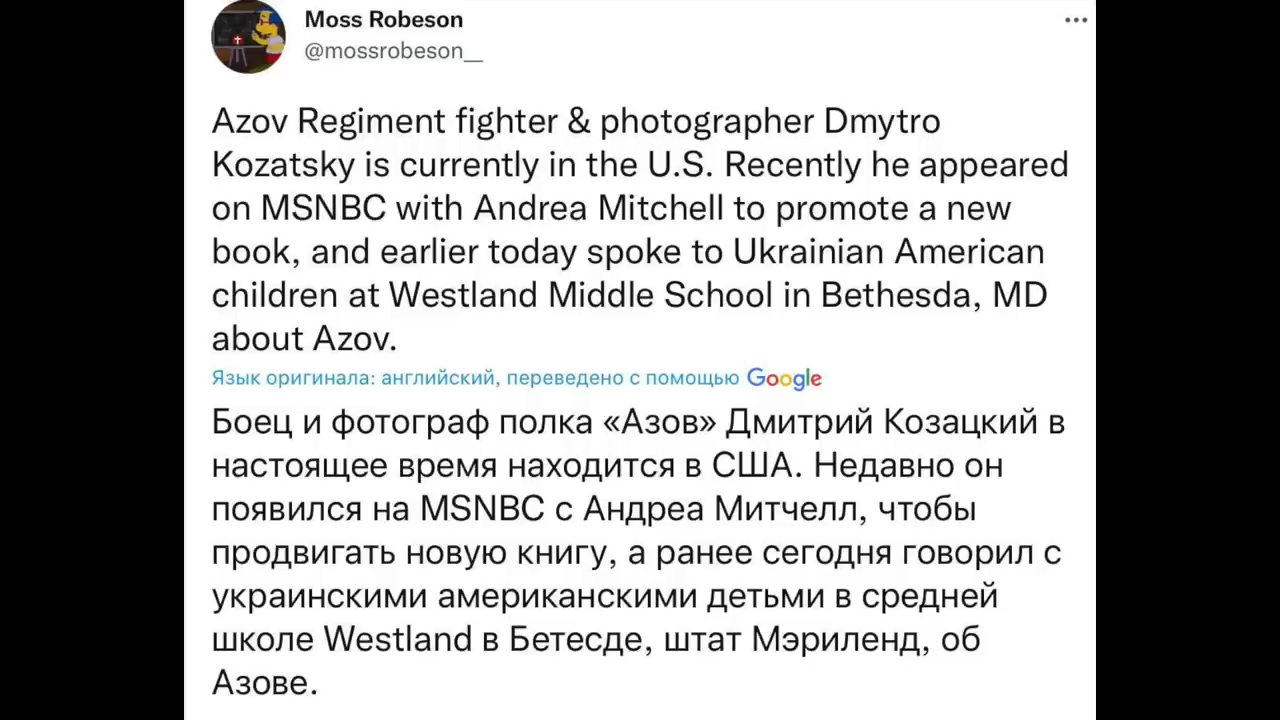 Moss Robeson
@mossrobeson__
Azov Regiment fighter & photographer Dmytro
Kozatsky is currently in the U.S. Recently he appeared
on MSNBC with Andrea Mitchell to promote a new
book, and earlier today spoke to Ukrainian American
children at Westland Middle School in Bethesda, MD
about Azov.
Язык оригинала: английский, переведено с помощью Google
Боец и фотограф полка «Азов» Дмитрий Козацкий в
настоящее время находится в США. Недавно он
появился на MSNBC с Андреа Митчелл, чтобы
продвигать новую книгу, а ранее сегодня говорил с
украинскими американскими детьми в средней
школе Westland в Бетесде, штат Мэриленд, об
Азове.